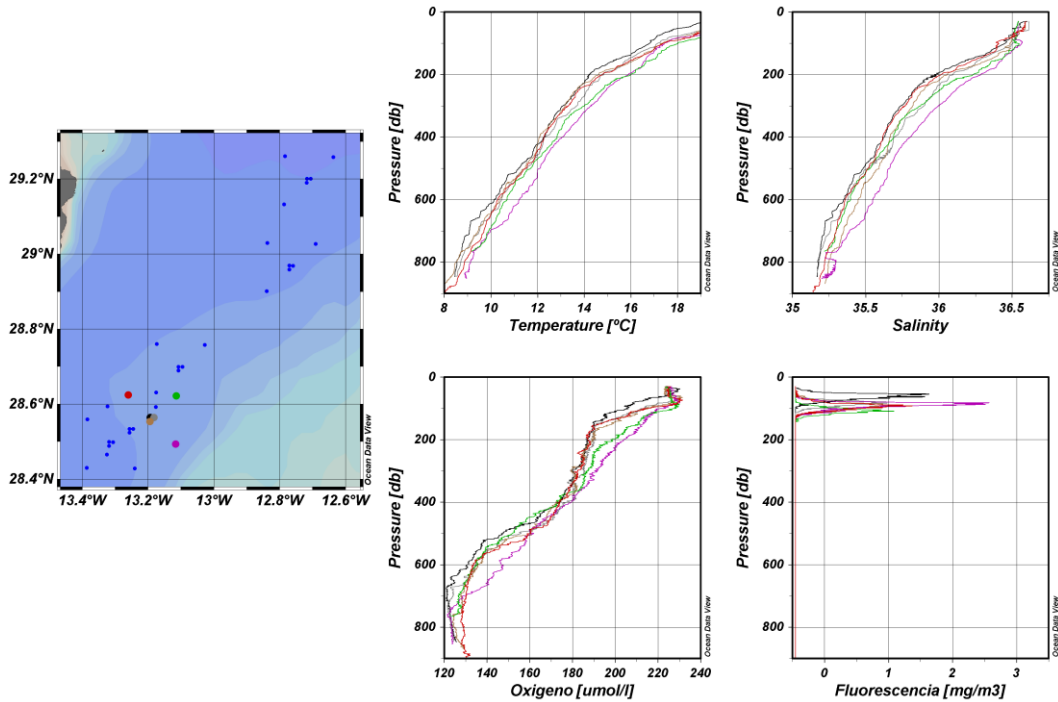 29.2°N
29°N
28.8°N
28.6°N
28.4°N
13.4°W 13.2°W 13°W 12.8°W 12.6°W
Ocean Data View
0
200
400
600
800
Pressure [db]
8 10 12 14 16 18
Temperature [ºC]
Ocean Data View
0
200
400
600
800
Pressure [db]
35 35.5 36 36.5
Salinity
Ocean Data View
0
200
400
600
800
Pressure [db]
120 140 160 180 200 220 240
Oxigeno [umol/l]
Ocean Data View
0
200
400
600
800
Pressure [db]
0 1 2 3
Fluorescencia [mg/m3]
Ocean Data View